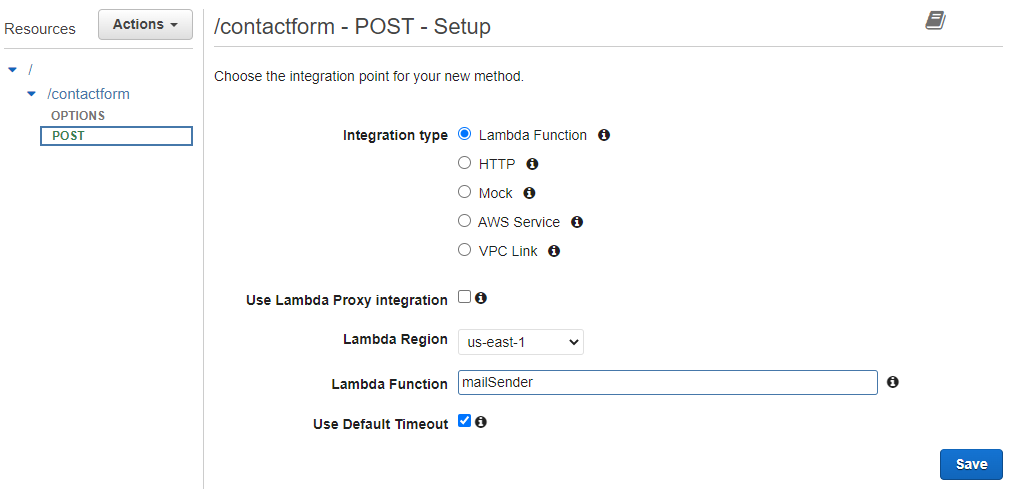 Resources
Actions
/
/contactform
OPTIONS
POST
/contactform - POST - Setup
Choose the integration point for your new method.
Integration type
Lambda Function
HTTP
Mock
AWS Service
VPC Link
Use Lambda Proxy integration
Lambda Region us-east-1
Lambda Function mailSender
Use Default Timeout
Save